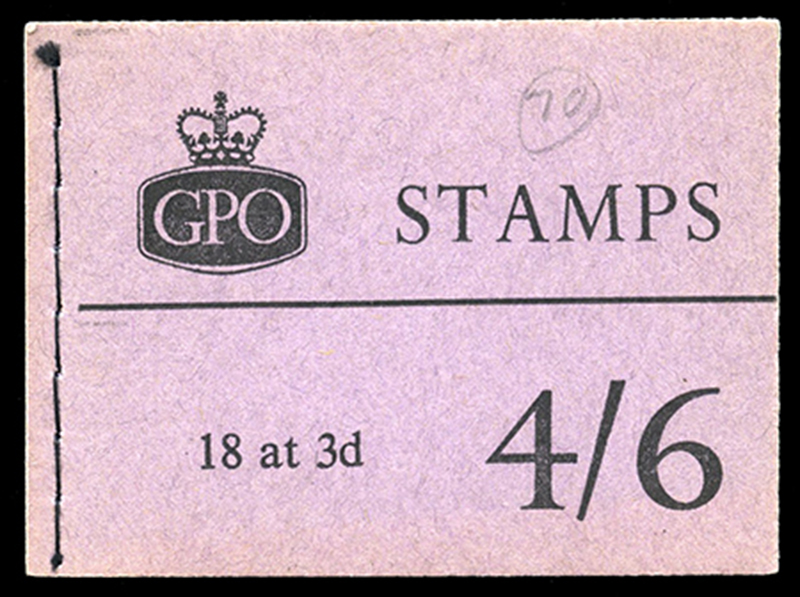 70
GPO
STAMPS
18 at 3d
4/6